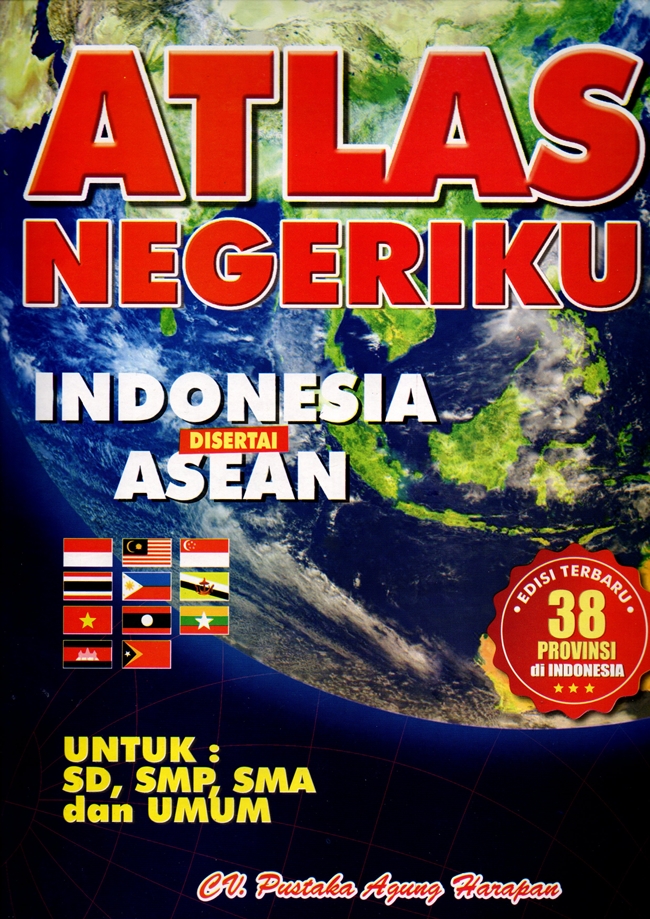 ATLAS
NEGERIKU
INDONESIA
DISERTAI
ASEAN
• EDISI TERBARU •
38
PROVINSI
di INDONESIA
UNTUK :
SD, SMP, SMA
dan UMUM
CV. Pustaka Agung Harapan